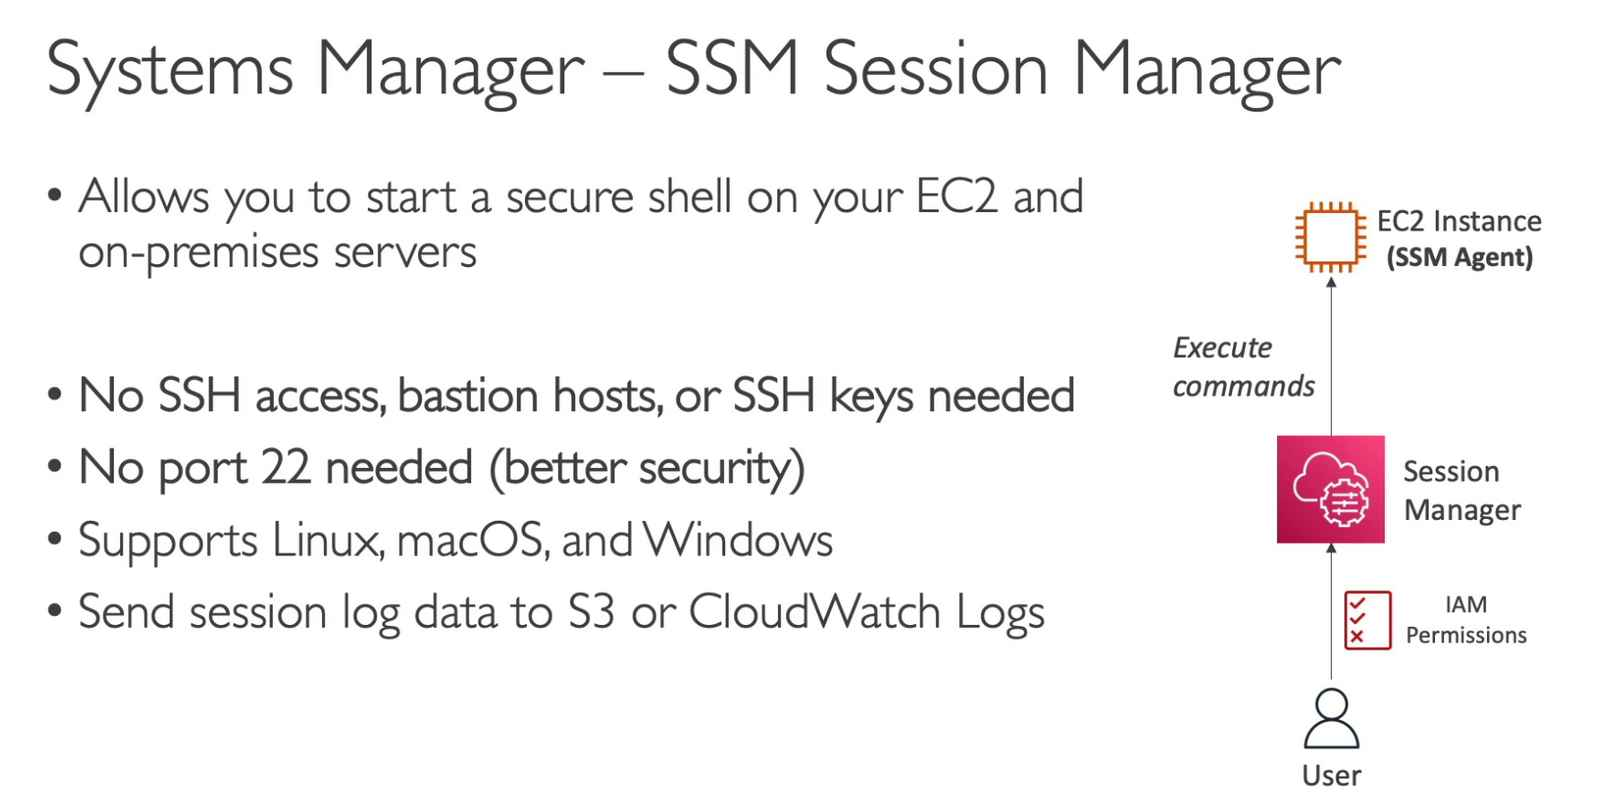 Systems Manager – SSM Session Manager
• Allows you to start a secure shell on your EC2 and
on-premises servers
• No SSH access, bastion hosts, or SSH keys needed
• No port 22 needed (better security)
• Supports Linux, macOS, and Windows
• Send session log data to S3 or CloudWatch Logs
EC2 Instance
(SSM Agent)
Execute
commands
Session
Manager
IAM
Permissions
User